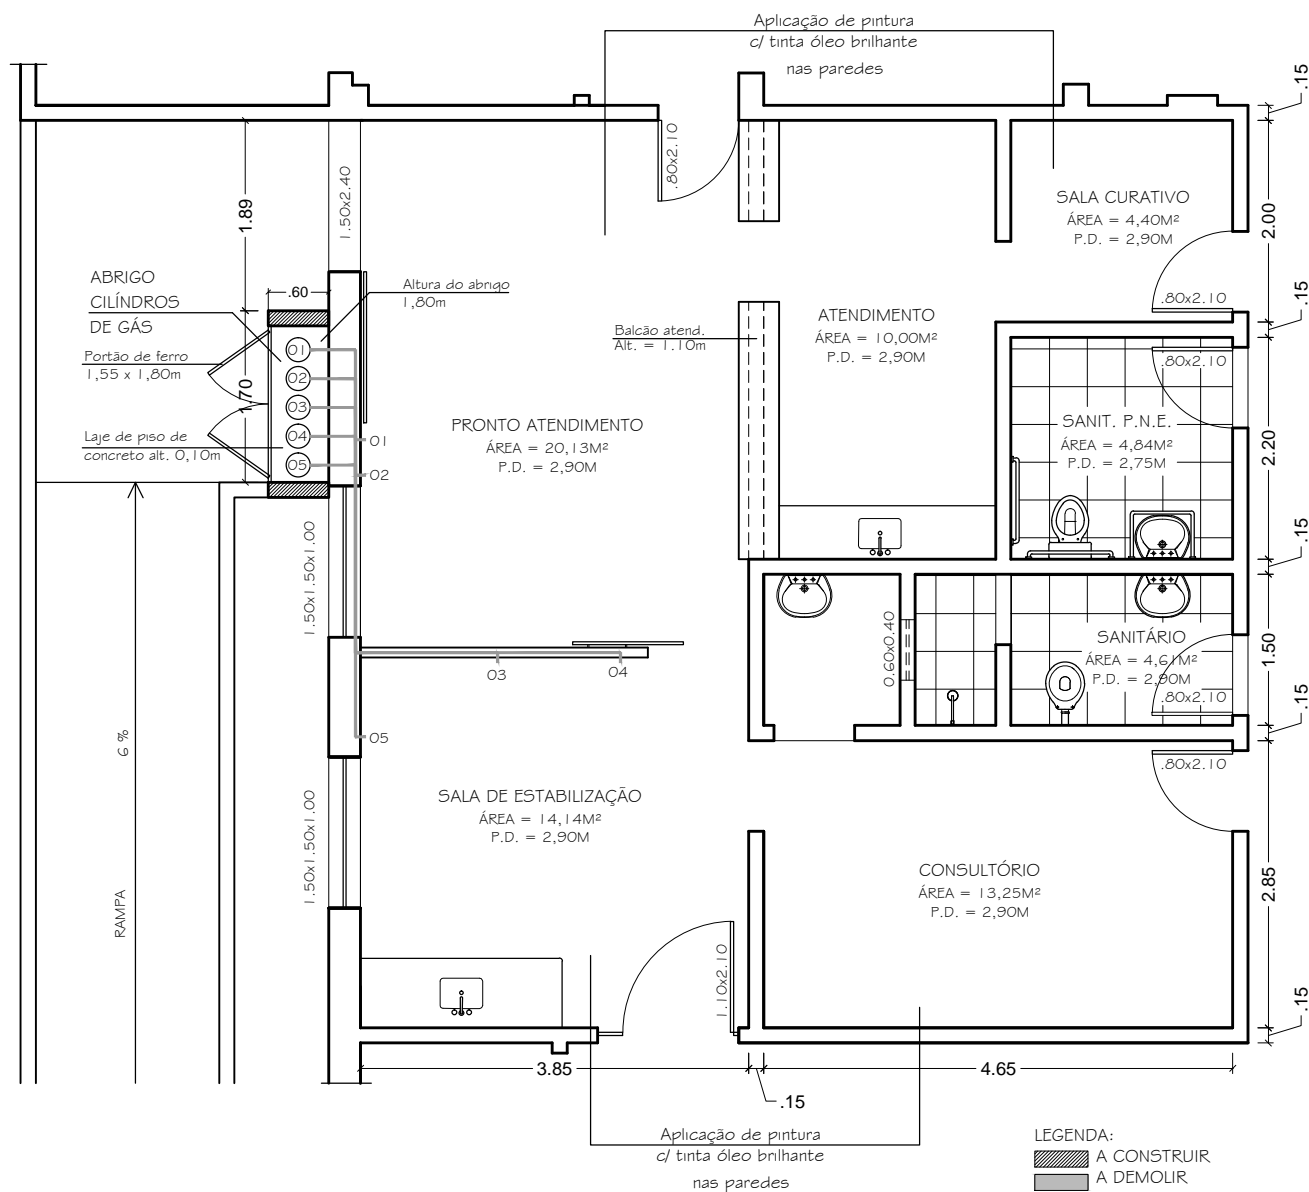 Aplicação de pintura
c/ tinta óleo brilhante
nas paredes
.15
.80x2.10
1.50x2.40
1.89
SALA CURATIVO
ÁREA = 4,40M²
P.D. = 2,90M
2.00
ABRIGO
CILÍNDROS
DE GÁS
.60
Altura do abrigo
1,80m
.80x2.10
.15
ATENDIMENTO
ÁREA = 10,00M²
P.D. = 2,90M
Balcão atend.
Alt. = 1.10m
Portão de ferro
1,55 x 1,80m
01
02
03
04
05
1.70
.80x2.10
Laje de piso de
concreto alt. 0,10m
01
02
PRONTO ATENDIMENTO
ÁREA = 20,13M²
P.D. = 2,90M
SANIT. P.N.E.
ÁREA = 4,84M²
P.D. = 2,75M
2.20
.15
1.50x1.50x1.00
0.60x0.40
SANITÁRIO
ÁREA = 4,61M²
P.D. = 2,90M
.80x2.10
1.50
03
04
05
.15
6 %
.80x2.10
SALA DE ESTABILIZAÇÃO
ÁREA = 14,14M²
P.D. = 2,90M
1.50x1.50x1.00
RAMPA
CONSULTÓRIO
ÁREA = 13,25M²
P.D. = 2,90M
2.85
1.10x2.10
.15
3.85
.15
4.65
Aplicação de pintura
c/ tinta óleo brilhante
nas paredes
LEGENDA:
A CONSTRUIR
A DEMOLIR